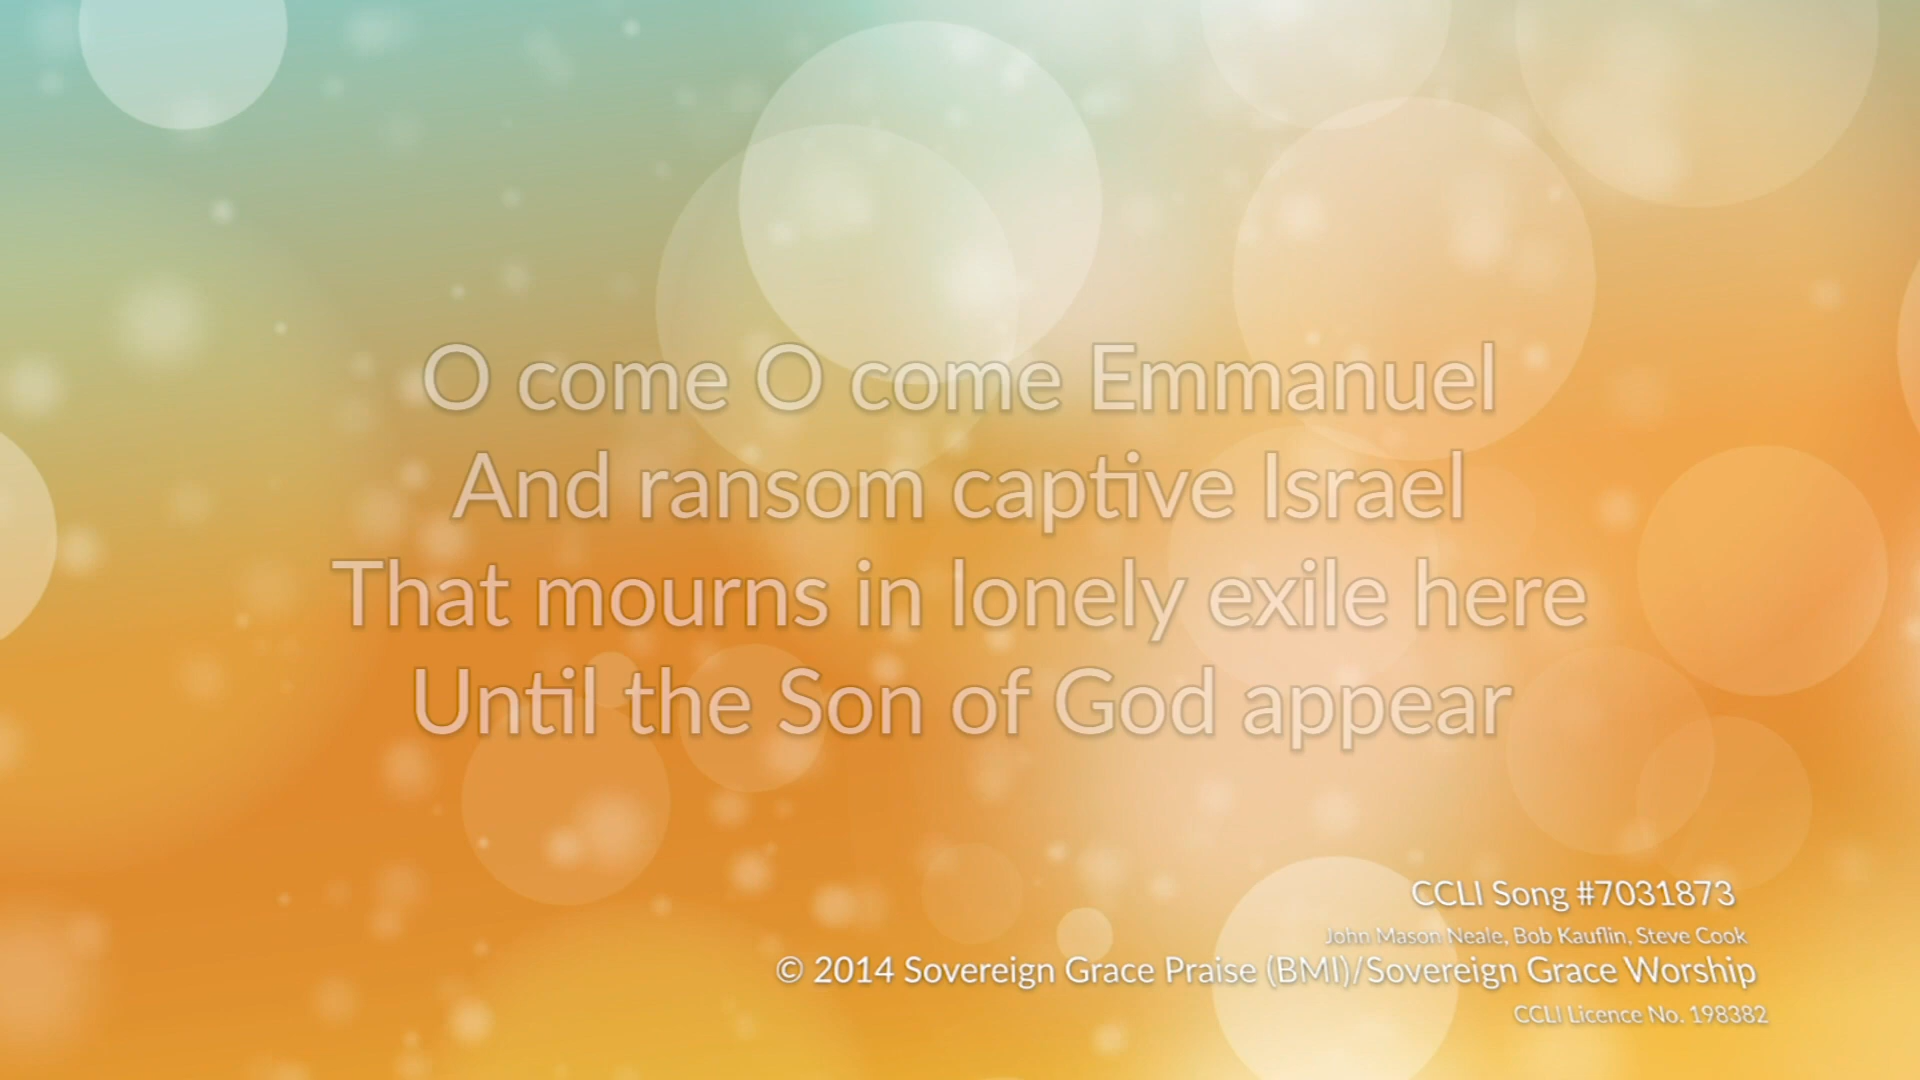 O come O come Emmanuel
And ransom captive Israel
That mourns in lonely exile here
Until the Son of God appear
CCLI Song #7031873
John Mason Neale, Bob Kauflin, Steve Cook
© 2014 Sovereign Grace Praise (BMI)/Sovereign Grace Worship
CCLI Licence No. 198382